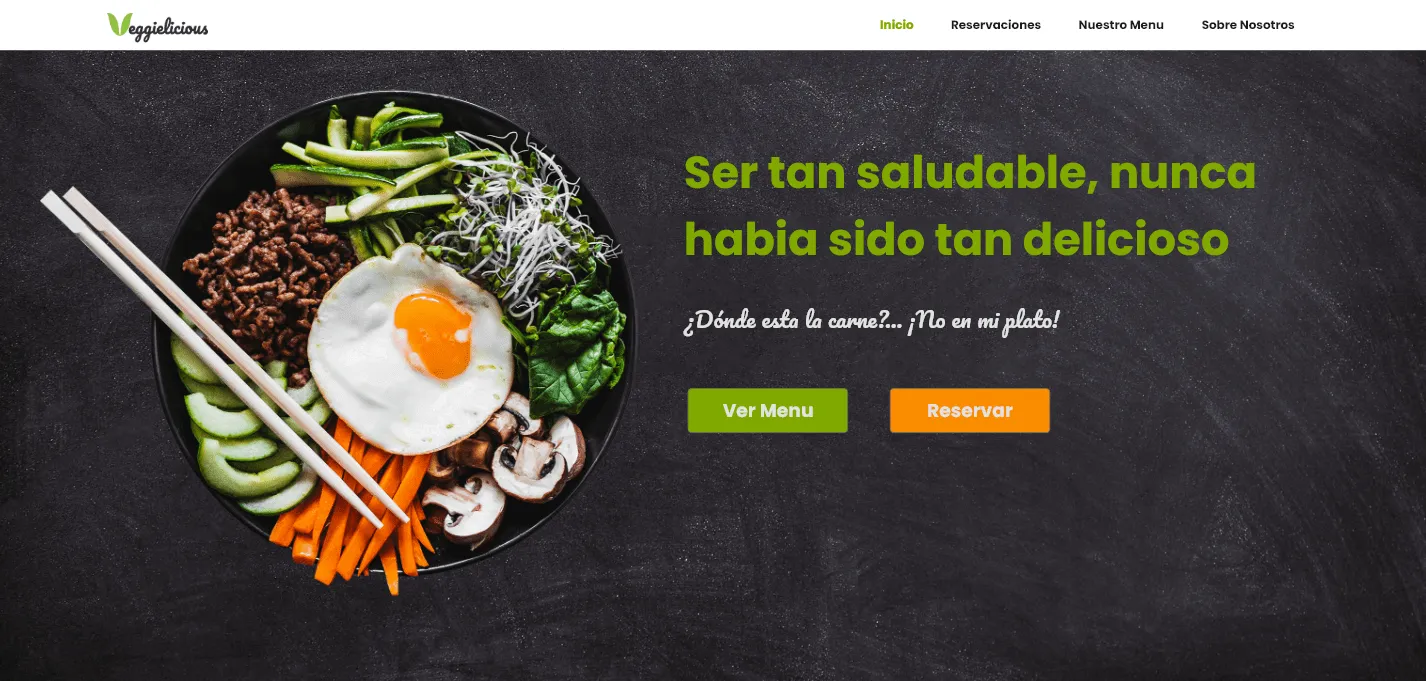 Veggielicious
Inicio Reservaciones Nuestro Menu Sobre Nosotros
Ser tan saludable, nunca
habia sido tan delicioso
¿Dónde esta la carne?... ¡No en mi plato!
Ver Menu Reservar